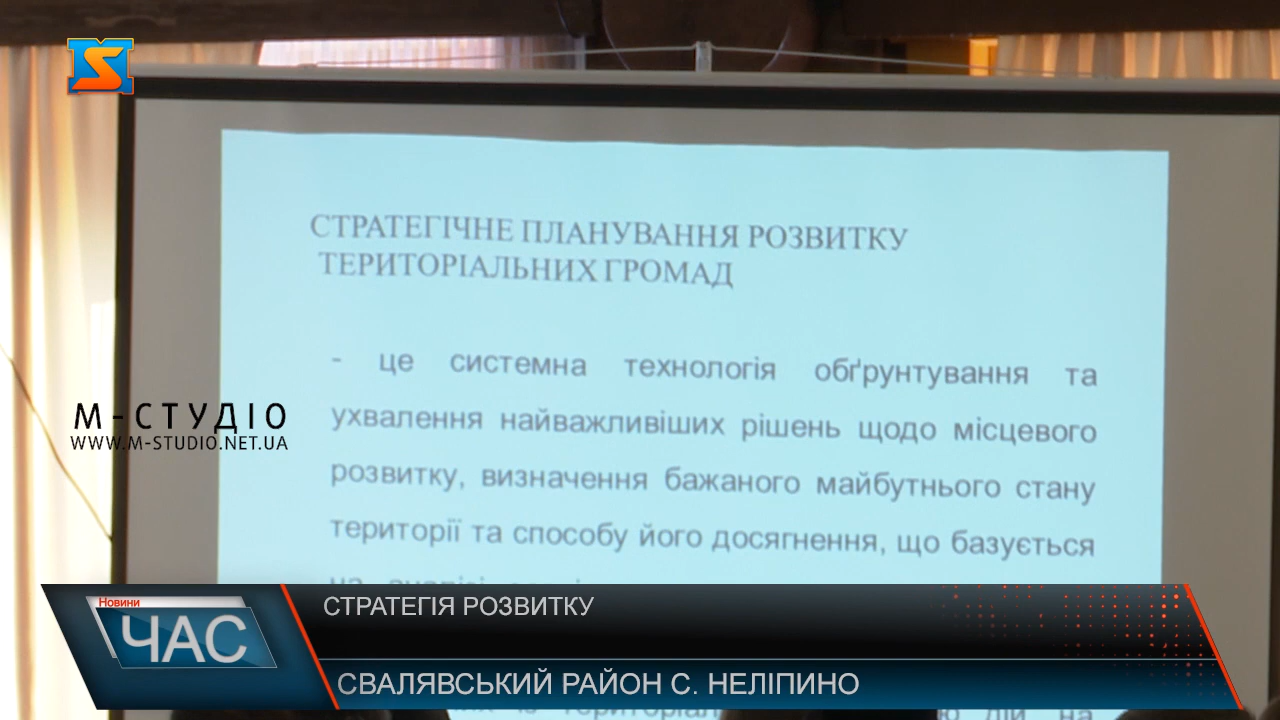 СТРАТЕГІЧНЕ ПЛАНУВАННЯ РОЗВИТКУ
ТЕРИТОРІАЛЬНИХ ГРОМАД
- це системна технологія обґрунтування та
ухвалення найважливіших рішень щодо місцевого
розвитку, визначення бажаного майбутнього стану
території та способу його досягнення, що базується
М-СТУДІО
WWW.M-STUDIO.NET.UA
Новини
ЧАС
СТРАТЕГІЯ РОЗВИТКУ
СВАЛЯВСЬКИЙ РАЙОН С. НЕЛІПИНО